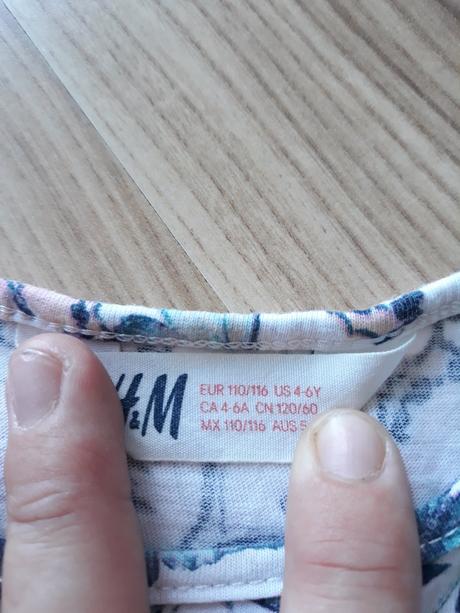 H&M
EUR 110/116 US 4-6Y
CA 4-6A CN 120/60
MX 110/116 AUS 5